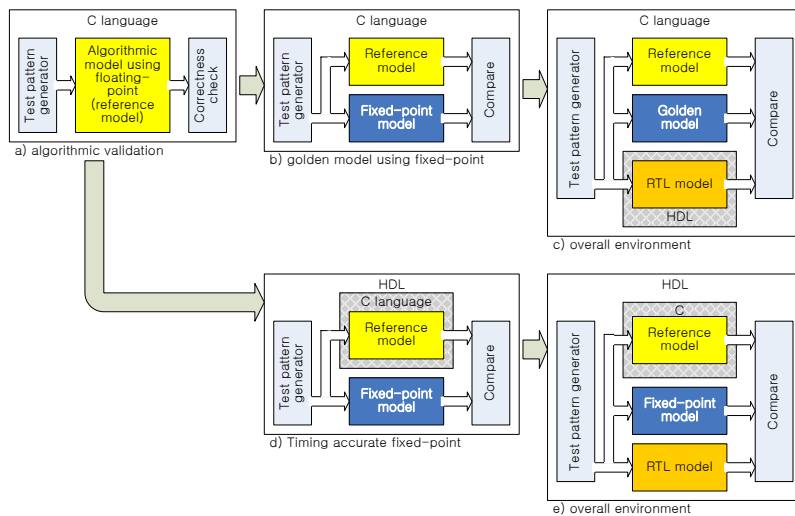 C language
Test pattern
generator
Algorithmic
model using
floating-
point
(reference
model)
Correctness
check
a) algorithmic validation
C language
Test pattern
generator
Reference
model
Fixed-point
model
Compare
b) golden model using fixed-point
C language
Test pattern generator
Reference
model
Golden
model
RTL model
HDL
Compare
c) overall environment
HDL
C language
Test pattern
generator
Reference
model
Fixed-point
model
Compare
d) Timing accurate fixed-point
HDL
C
Test pattern generator
Reference
model
Fixed-point
model
RTL model
Compare
e) overall environment